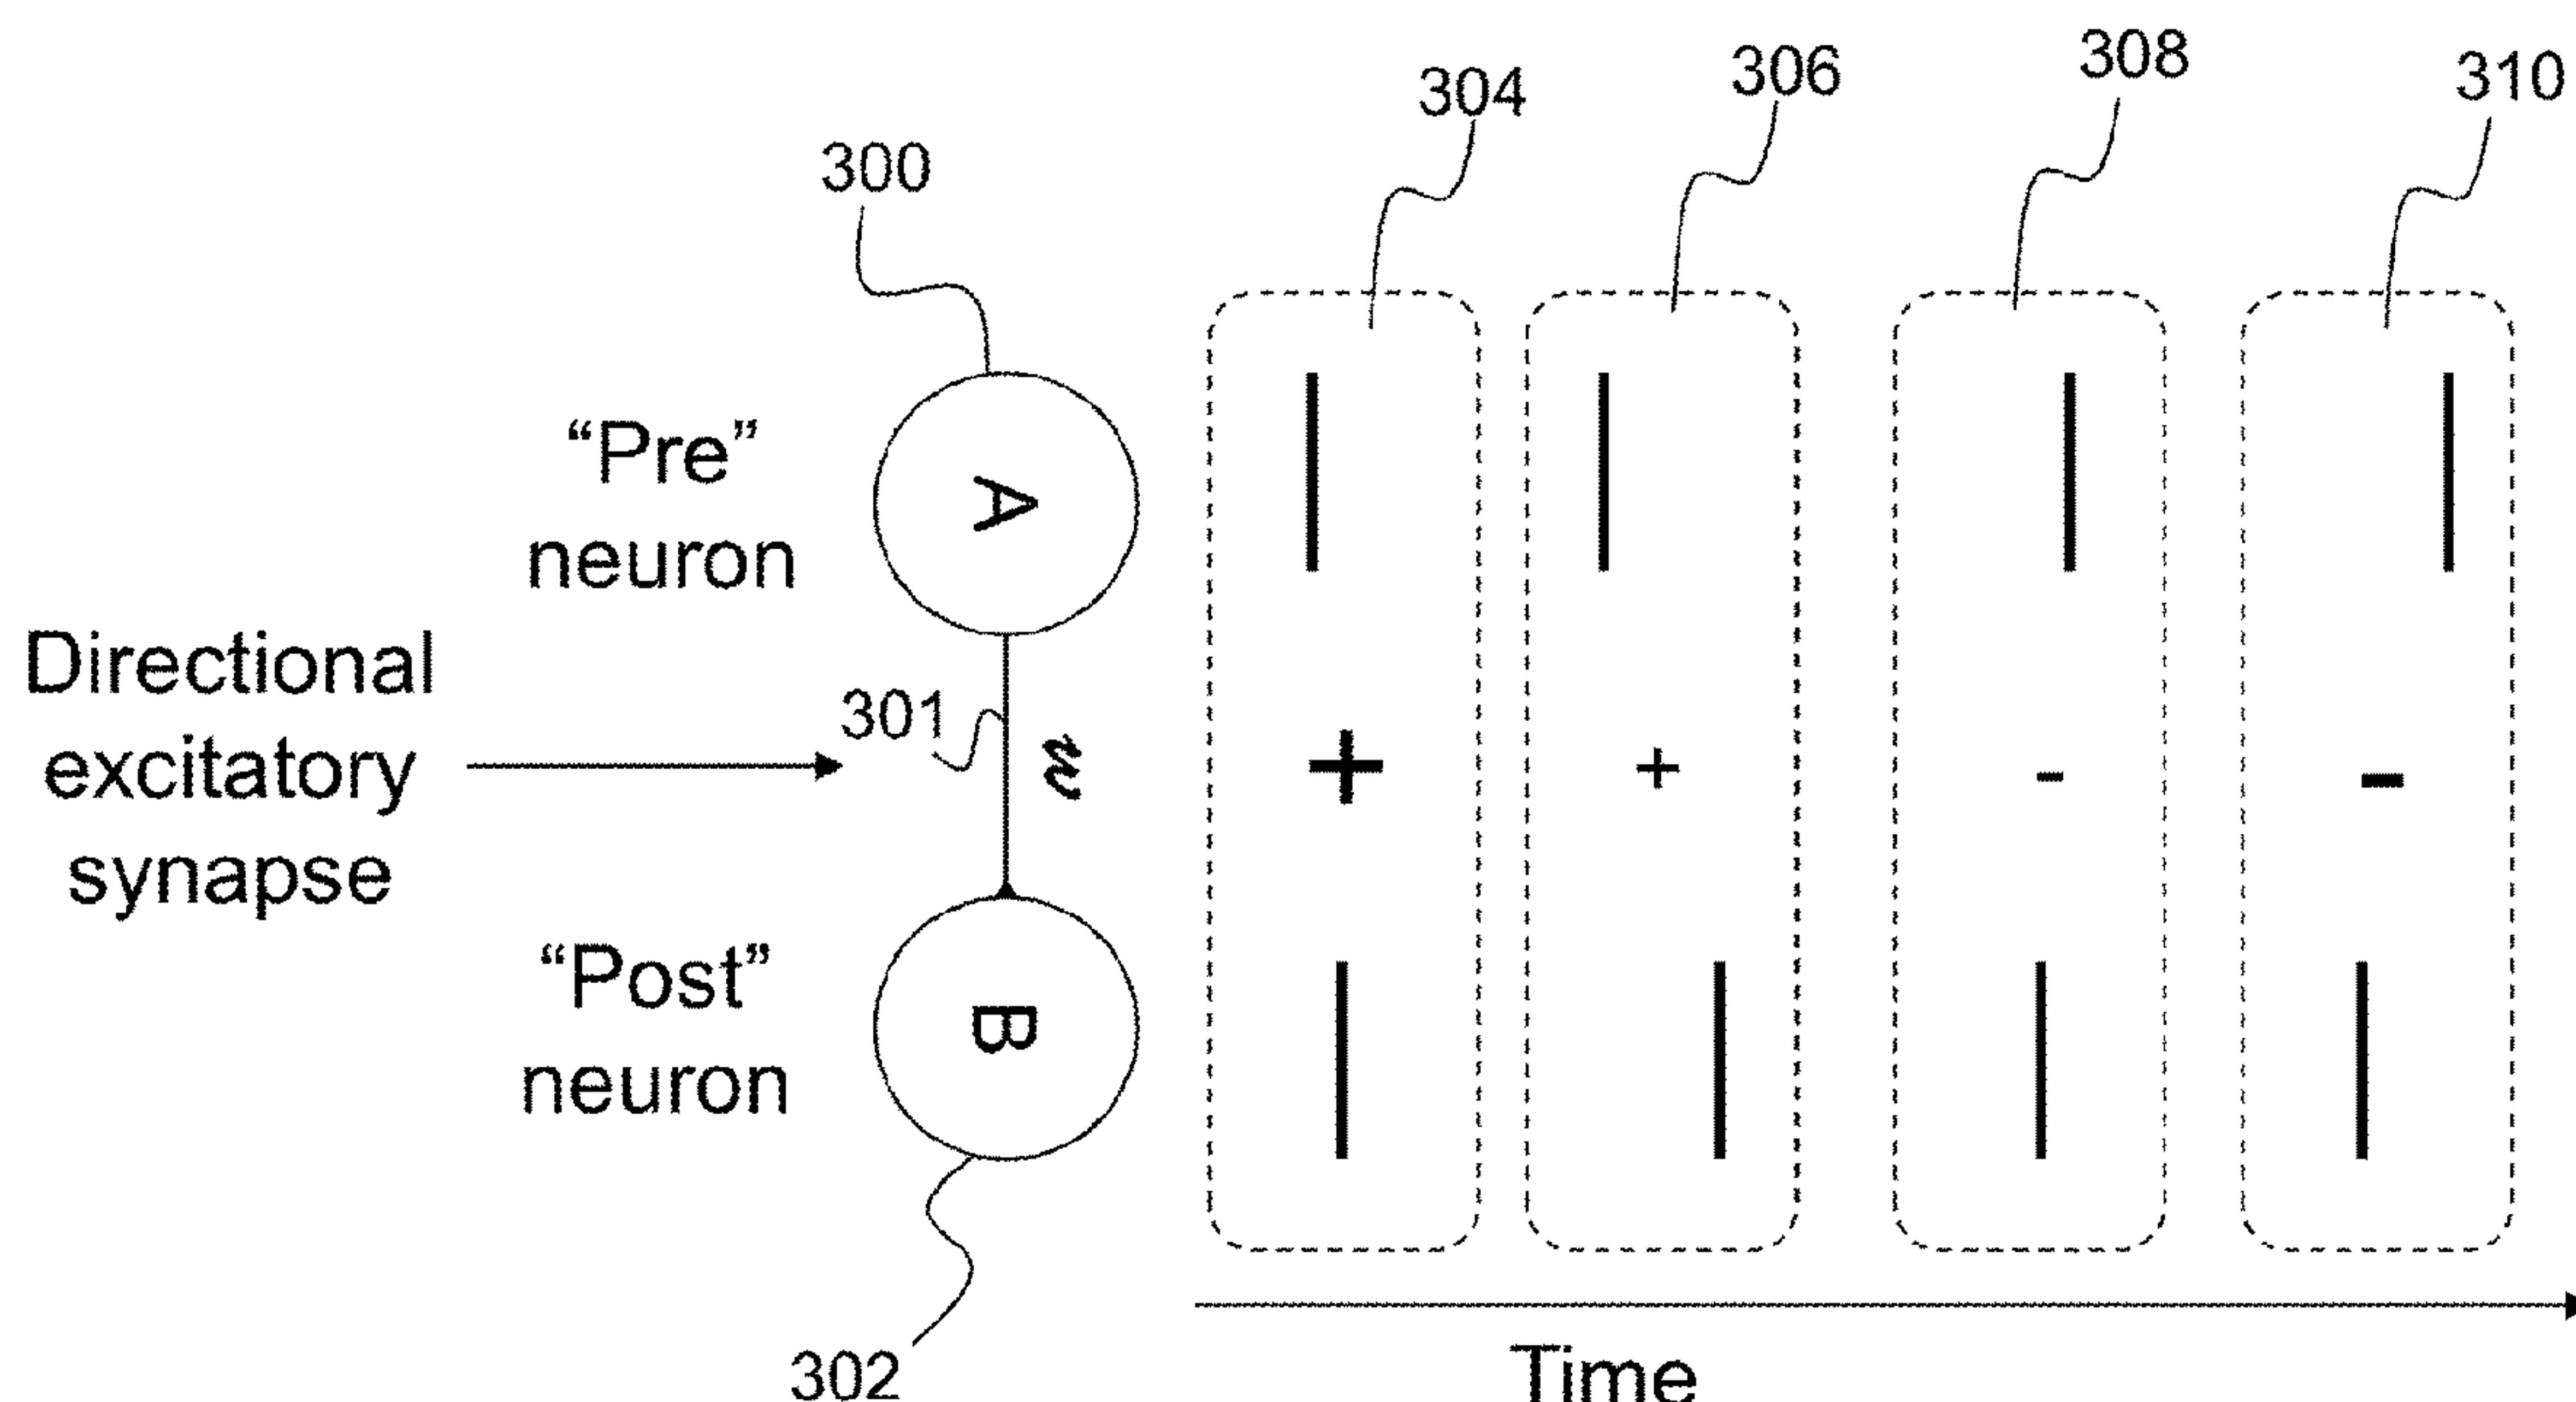 300
304
306
308
310
“Pre”
neuron
A
Directional
excitatory
synapse
301
w
+
+
-
-
“Post”
neuron
B
302
Time